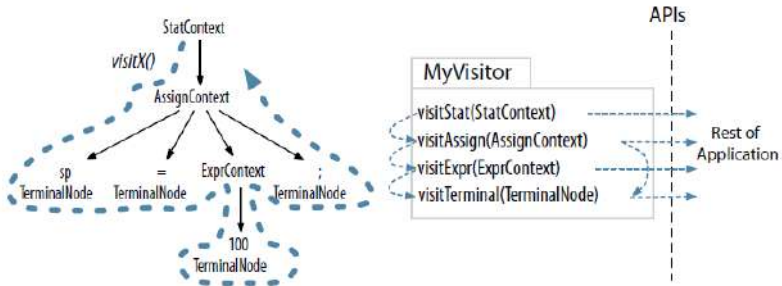 APIs
StatContext
visitX()
MyVisitor
AssignContext
visitStat(StatContext)
visitAssign(AssignContext)
visitExpr(ExprContext)
visitTerminal(TerminalNode)
Rest of
Application
sp
TerminalNode
=
TerminalNode
ExprContext
;
TerminalNode
100
TerminalNode